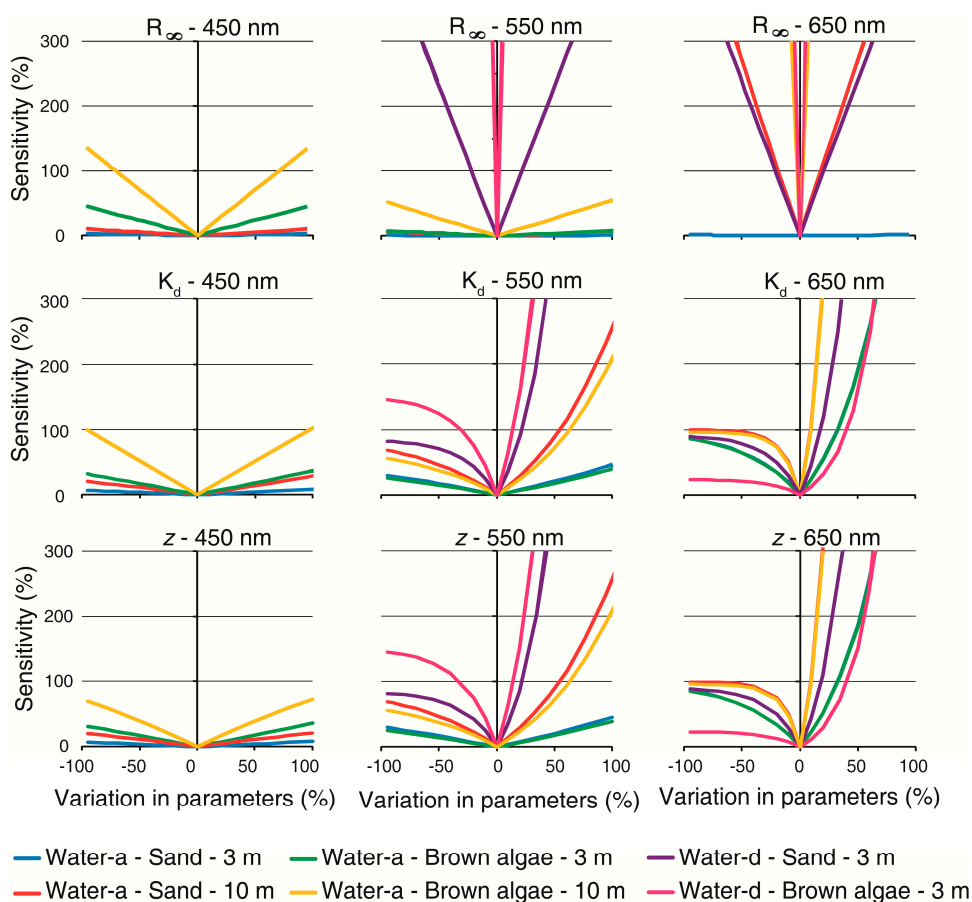 R∞ - 450 nm
R∞ - 550 nm
R∞ - 650 nm
Sensitivity (%)
300
200
100
0
K_d - 450 nm
K_d - 550 nm
K_d - 650 nm
Sensitivity (%)
300
200
100
0
z - 450 nm
z - 550 nm
z - 650 nm
Sensitivity (%)
300
200
100
0
-100 -50 0 50 100
-100 -50 0 50 100
-100 -50 0 50 100
Variation in parameters (%)
Variation in parameters (%)
Variation in parameters (%)
Water-a - Sand - 3 m
Water-a - Brown algae - 3 m
Water-d - Sand - 3 m
Water-a - Sand - 10 m
Water-a - Brown algae - 10 m
Water-d - Brown algae - 3 m